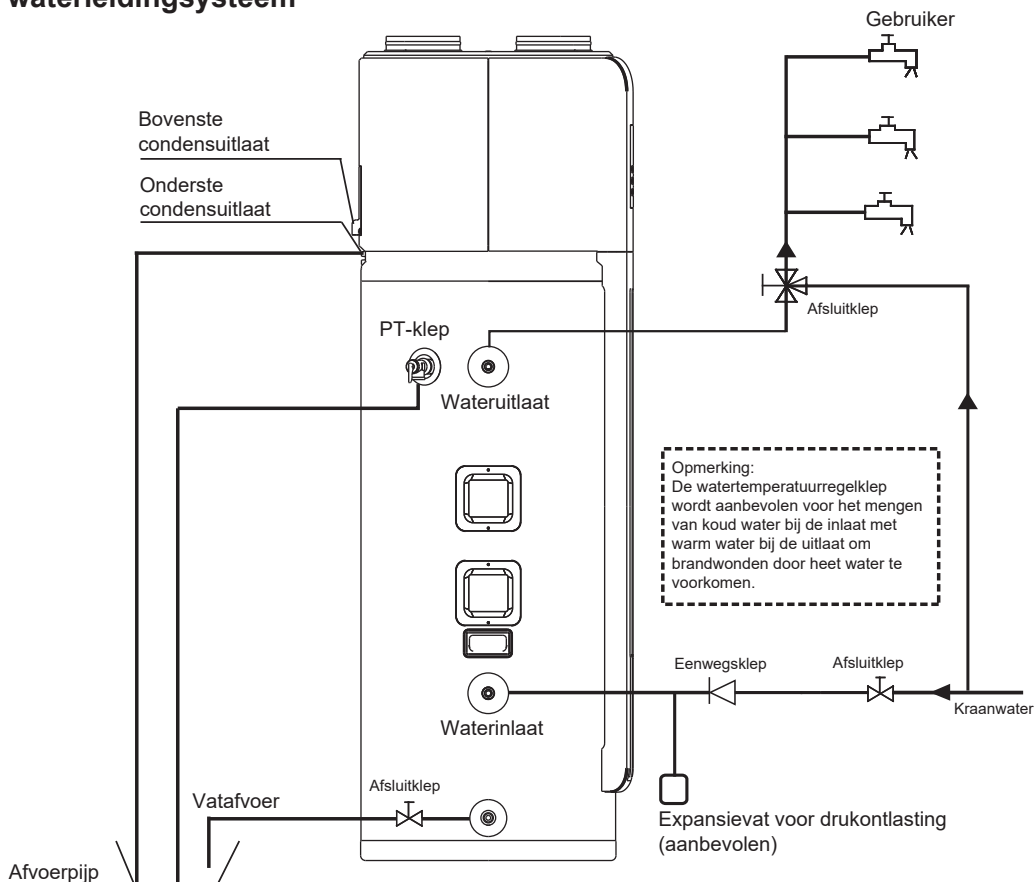 waterleidingsysteem
Gebruiker
Bovenste
condensuitlaat
Onderste
condensuitlaat
Afsluitklep
PT-klep
Wateruitlaat
Opmerking:
De watertemperatuurregelklep
wordt aanbevolen voor het mengen
van koud water bij de inlaat met
warm water bij de uitlaat om
brandwonden door heet water te
voorkomen.
Eenwegsklep
Afsluitklep
Kraanwater
Waterinlaat
Afsluitklep
Vatafvoer
Expansievat voor drukontlasting
(aanbevolen)
Afvoerpijp